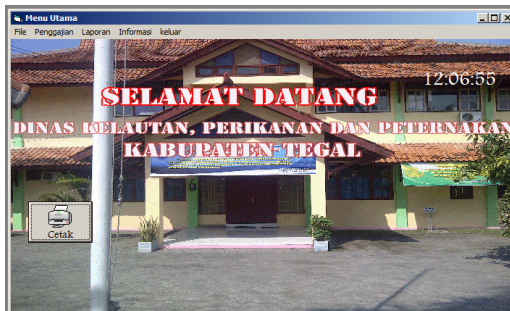 Menu Utama
File Penggajian Laporan Informasi keluar
12:06:55
SELAMAT DATANG
DINAS KELAUTAN, PERIKANAN DAN PETERNAKAN
KABUPATEN TEGAL
Cetak